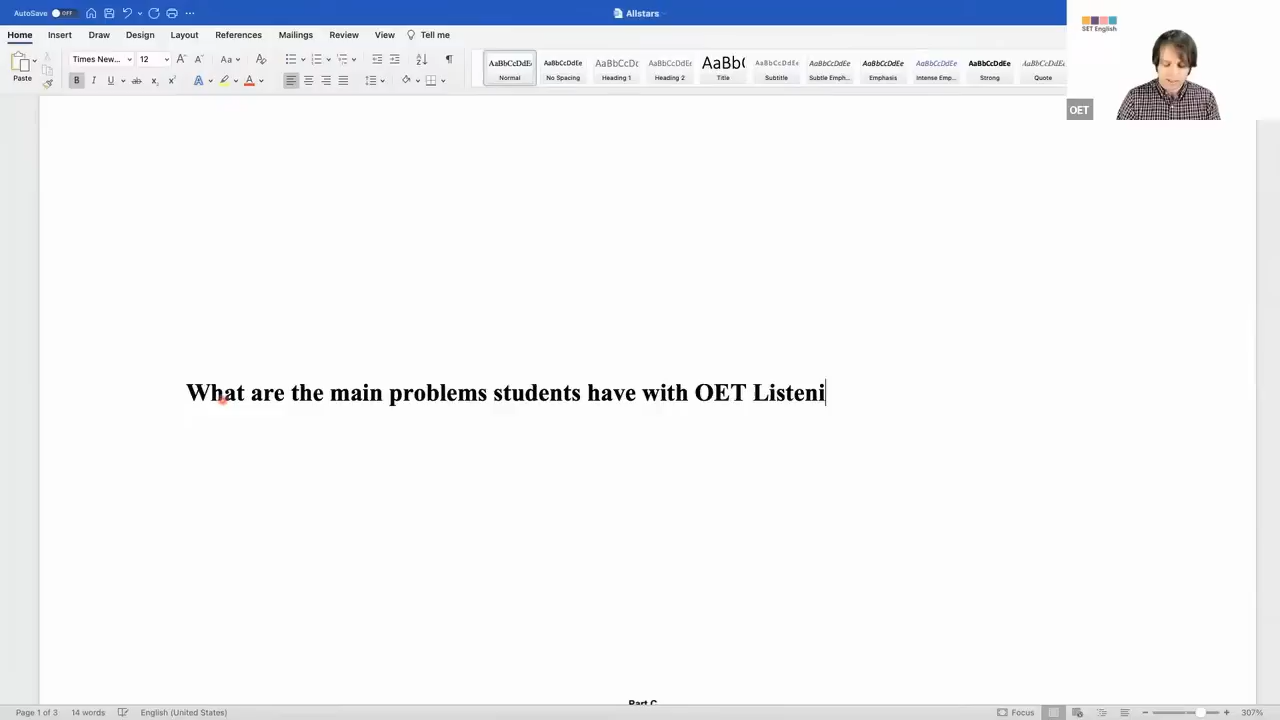 AutoSave OFF
Allstars
Home Insert Draw Design Layout References Mailings Review View Tell me
SET English
Paste
Times New... 12
Aa
B I U ab x x A
AaBbCcDdEe AaBbCcDdEe AaBbCcDc AaBbCcDdEe AaBb( AaBbCcDdEe AaBbCcDdEe AaBbCcDdEe AaBbCcDdEe AaBbCcDdEe AaBbCcDdEe
Normal No Spacing Heading 1 Heading 2 Title Subtitle Subtle Emph... Emphasis Intense Emp... Strong Quote
OET
What are the main problems students have with OET Listeni
Part C
Page 1 of 3 14 words English (United States) Focus 307%